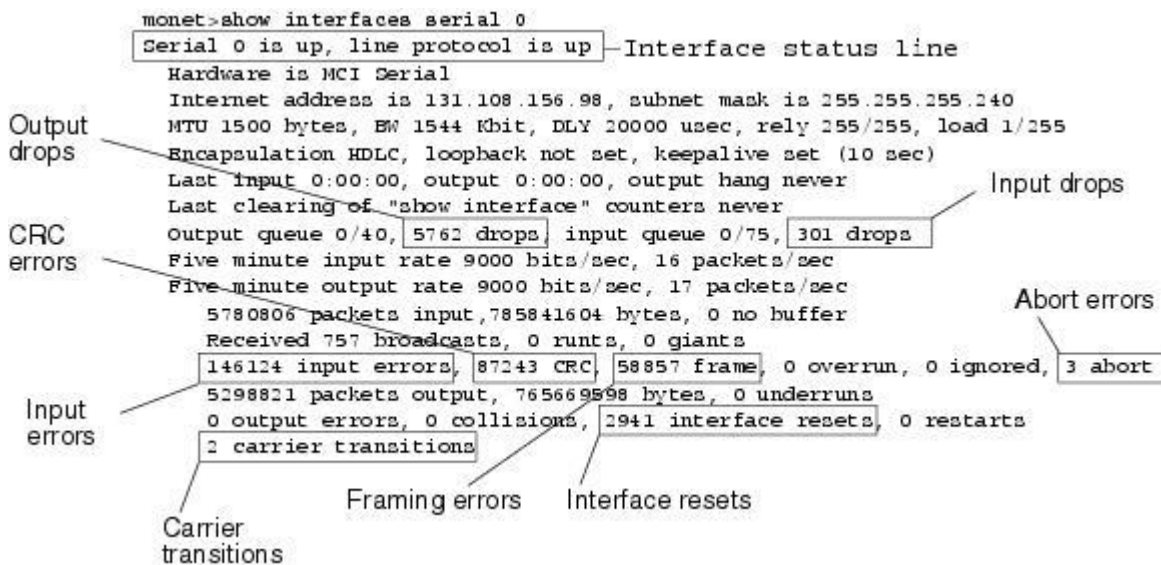 monet>show interfaces serial 0
Serial 0 is up, line protocol is up
Interface status line
Hardware is MCI Serial
Internet address is 131.108.156.98, subnet mask is 255.255.255.240
MTU 1500 bytes, BW 1544 Kbit, DLY 20000 usec, rely 255/255, load 1/255
Output
drops
Encapsulation HDLC, loopback not set, keepalive set (10 sec)
Last input 0:00:00, output 0:00:00, output hang never
Input drops
Last clearing of "show interface" counters never
CRC
errors
Output queue 0/40, 5762 drops, input queue 0/75, 301 drops
Five minute input rate 9000 bits/sec, 16 packets/sec
Five minute output rate 9000 bits/sec, 17 packets/sec
Abort errors
5780806 packets input,785841604 bytes, 0 no buffer
Received 757 broadcasts, 0 runts, 0 giants
146124 input errors, 87243 CRC, 58857 frame, 0 overrun, 0 ignored, 3 abort
5298821 packets output, 765669598 bytes, 0 underruns
Input
errors
0 output errors, 0 collisions, 2941 interface resets, 0 restarts
2 carrier transitions
Framing errors
Interface resets
Carrier
transitions